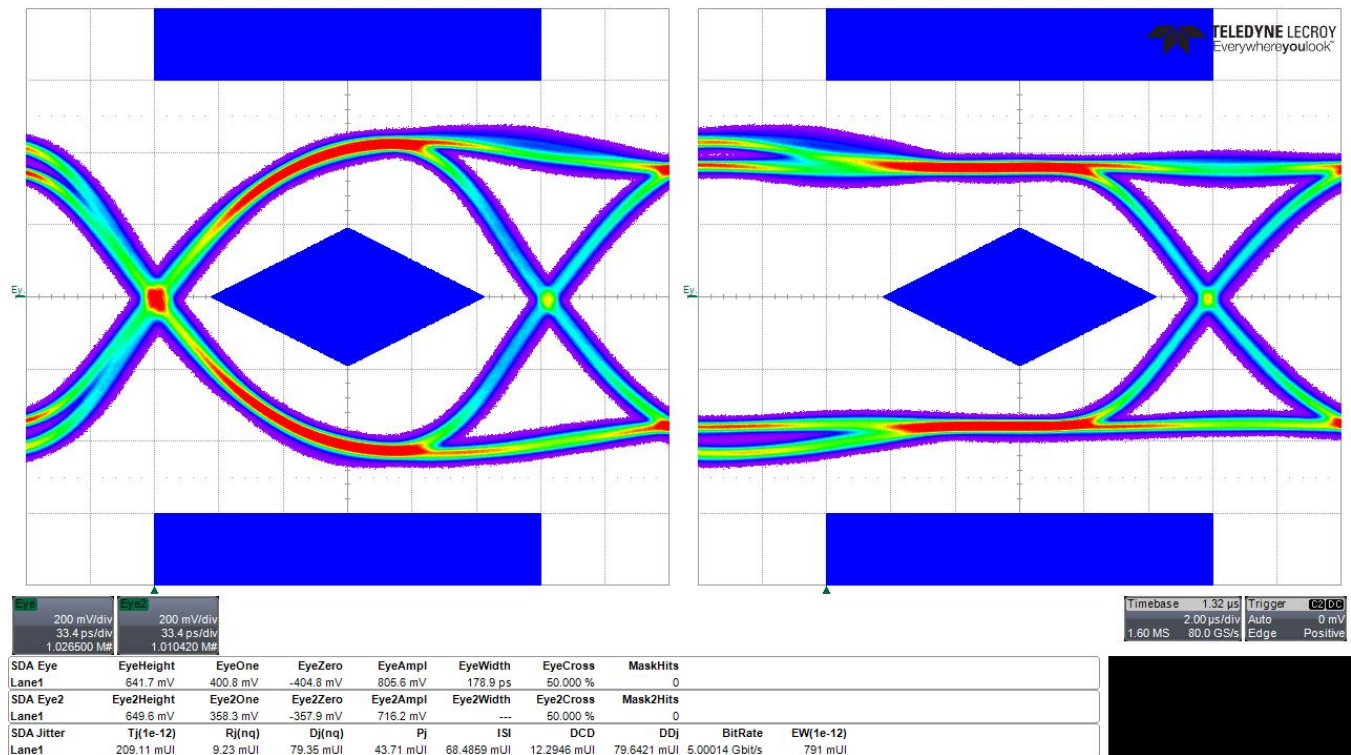 TELEDYNE LECROY
Everywhereyoulook™
Ey.
Ey.
Eye
200 mV/div
33.4 ps/div
1.026500 M#
Eye2
200 mV/div
33.4 ps/div
1.010420 M#
Timebase 1.32 µs
2.00 µs/div
1.60 MS 80.0 GS/s
Trigger C2 DC
Auto 0 mV
Edge Positive
SDA Eye EyeHeight EyeOne EyeZero EyeAmpl EyeWidth EyeCross MaskHits
Lane1 641.7 mV 400.8 mV -404.8 mV 805.6 mV 178.9 ps 50.000 % 0
SDA Eye2 Eye2Height Eye2One Eye2Zero Eye2Ampl Eye2Width Eye2Cross Mask2Hits
Lane1 649.6 mV 358.3 mV -357.9 mV 716.2 mV --- 50.000 % 0
SDA Jitter Tj(1e-12) Rj(nq) Dj(nq) Pj ISI DCD DDj BitRate EW(1e-12)
Lane1 209.11 mUI 9.23 mUI 79.35 mUI 43.71 mUI 68.4859 mUI 12.2946 mUI 79.6421 mUI 5.00014 Gbit/s 791 mUI